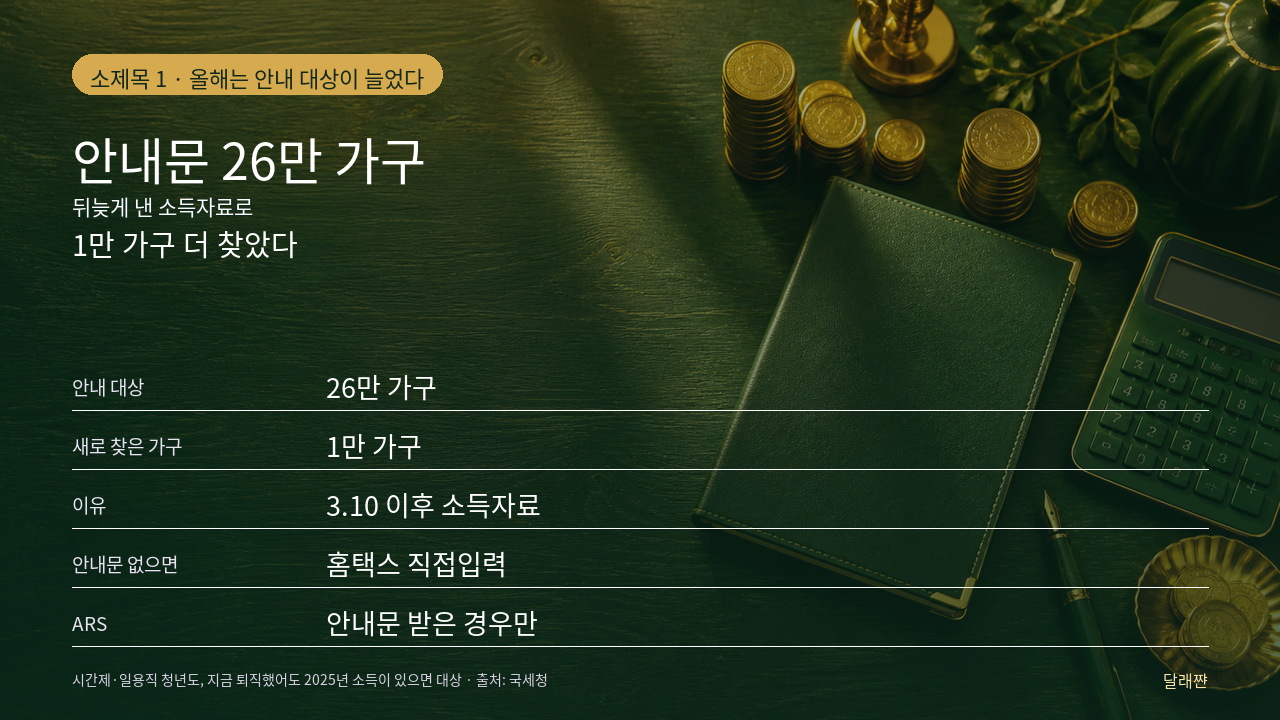 소제목 1 · 올해는 안내 대상이 늘었다
안내문 26만 가구
뒤늦게 낸 소득자료로
1만 가구 더 찾았다
안내 대상 26만 가구
새로 찾은 가구 1만 가구
이유 3.10 이후 소득자료
안내문 없으면 홈택스 직접입력
ARS 안내문 받은 경우만
시간제·일용직 청년도, 지금 퇴직했어도 2025년 소득이 있으면 대상 · 출처: 국세청
달래쨘